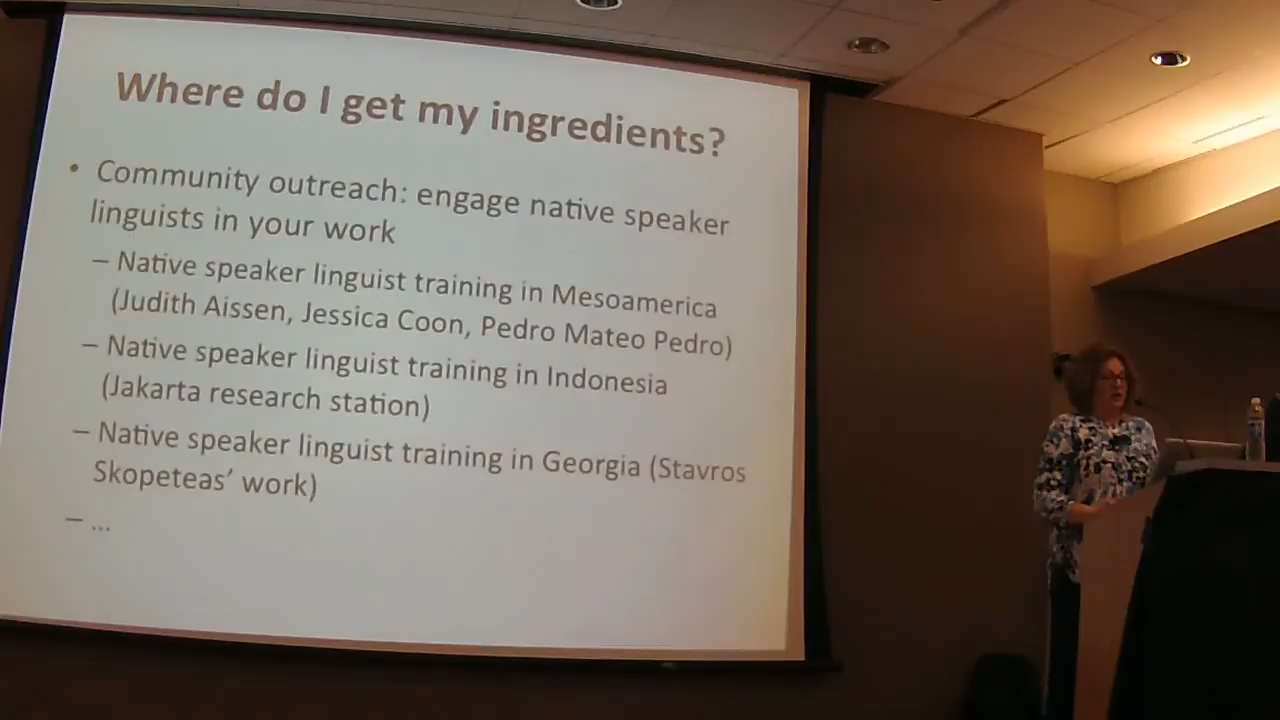 Where do I get my ingredients?
• Community outreach: engage native speaker
linguists in your work
– Native speaker linguist training in Mesoamerica
(Judith Aissen, Jessica Coon, Pedro Mateo Pedro)
– Native speaker linguist training in Indonesia
(Jakarta research station)
– Native speaker linguist training in Georgia (Stavros
Skopeteas’ work)
– …